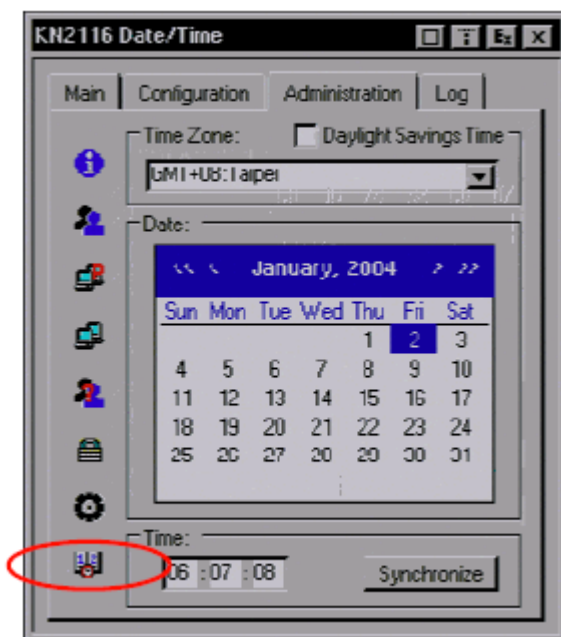 KN2116 Date/Time
Main Configuration Administration Log
Time Zone: Daylight Savings Time
GMT+08:Taipei
Date:
<< < January, 2004 > >>
Sun Mon Tue Wed Thu Fri Sat
1 2 3
4 5 6 7 8 9 10
11 12 13 14 15 16 17
18 19 20 21 22 23 24
25 26 27 28 29 30 31
Time:
06 : 07 : 08 Synchronize